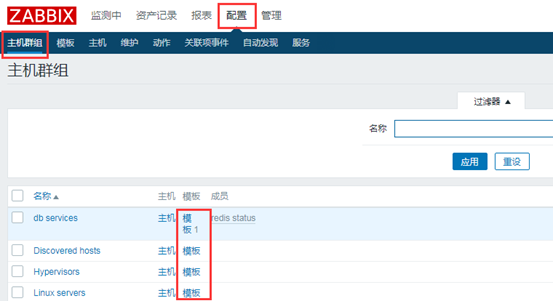 ZABBIX 监测中 资产记录 报表 配置 管理
主机群组 模板 主机 维护 动作 关联项事件 自动发现 服务
主机群组
过滤器 ▲
名称
应用 重设
名称▲ 主机 模板 成员
db services 主机 模
板 1 redis status
Discovered hosts 主机 模板
Hypervisors 主机 模板
Linux servers 主机 模板